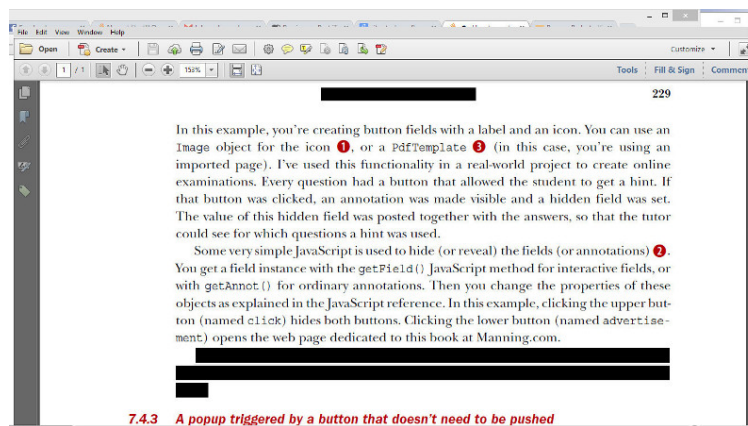 File Edit View Window Help
Open Create Customize
1 / 1 153% Tools Fill & Sign Comment
229
In this example, you're creating button fields with a label and an icon. You can use an
Image object for the icon 1, or a PdfTemplate 3 (in this case, you're using an
imported page). I've used this functionality in a real-world project to create online
examinations. Every question had a button that allowed the student to get a hint. If
that button was clicked, an annotation was made visible and a hidden field was set.
The value of this hidden field was posted together with the answers, so that the tutor
could see for which questions a hint was used.
Some very simple JavaScript is used to hide (or reveal) the fields (or annotations) 2.
You get a field instance with the getField() JavaScript method for interactive fields, or
with getAnnot() for ordinary annotations. Then you change the properties of these
objects as explained in the JavaScript reference. In this example, clicking the upper but-
ton (named click) hides both buttons. Clicking the lower button (named advertise-
ment) opens the web page dedicated to this book at Manning.com.
7.4.3 A popup triggered by a button that doesn't need to be pushed